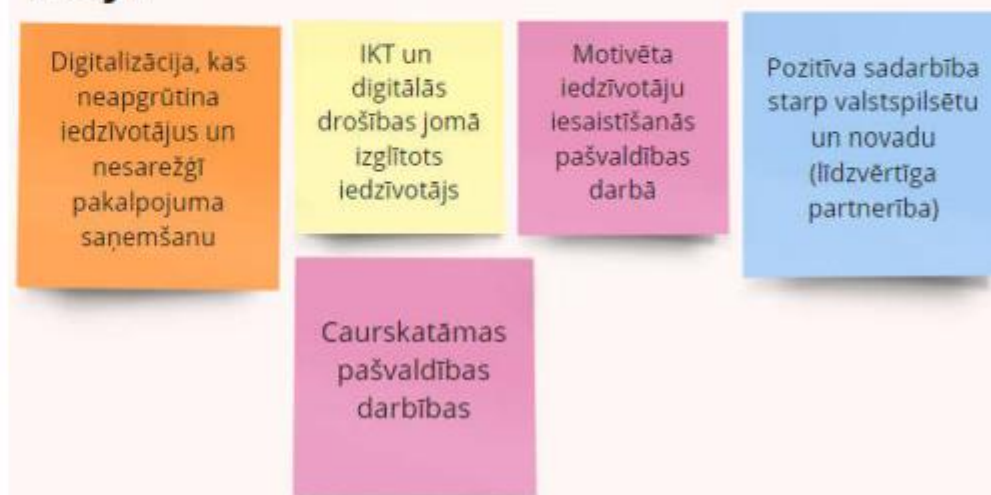 Digitalizācija, kas
neapgrūtina
iedzīvotājus un
nesarežģī
pakalpojuma
saņemšanu
IKT un
digitālās
drošības jomā
izglītots
iedzīvotājs
Motivēta
iedzīvotāju
iesaistīšanās
pašvaldības
darbā
Pozitīva sadarbība
starp valstspilsētu
un novadu
(līdzvērtīga
partnerība)
Caurskatāmas
pašvaldības
darbības